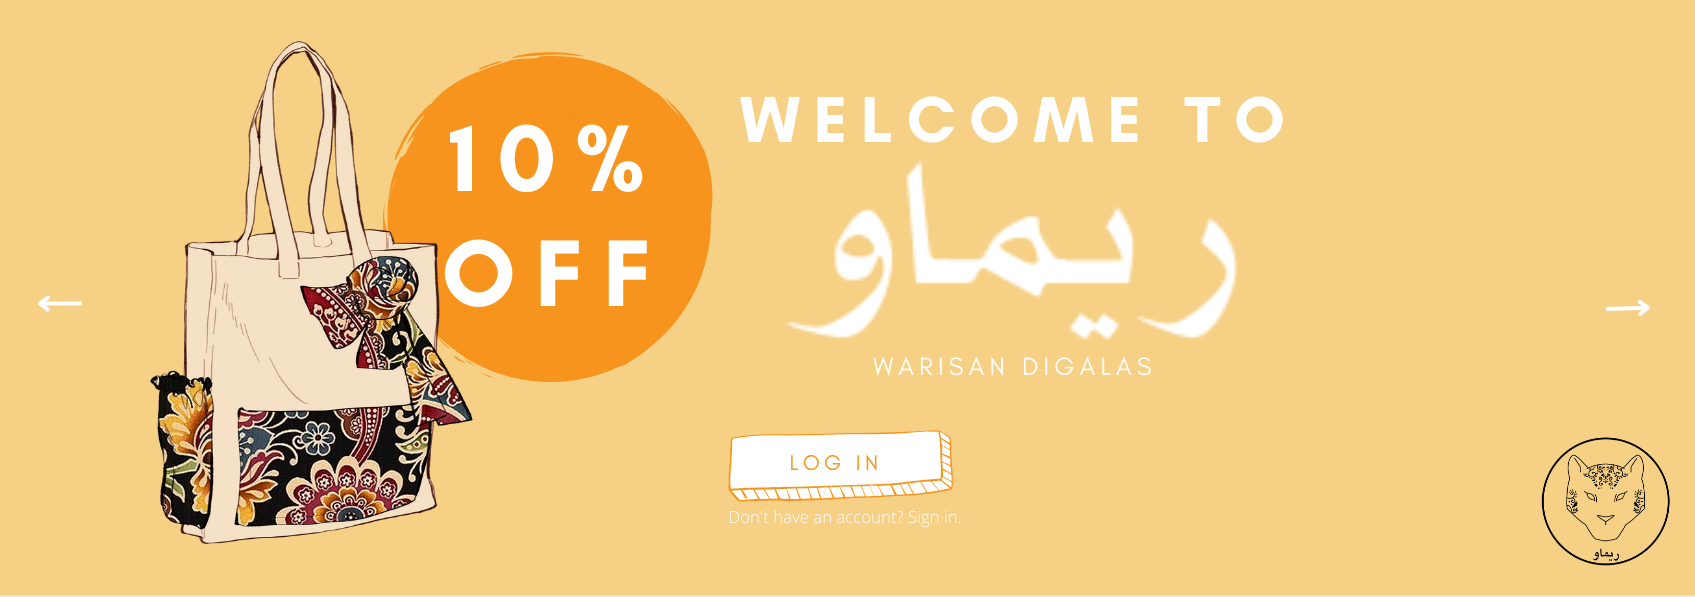 10%
OFF
WELCOME TO
ريماو
WARISAN DIGALAS
LOG IN
Don't have an account? Sign in.
ريماو